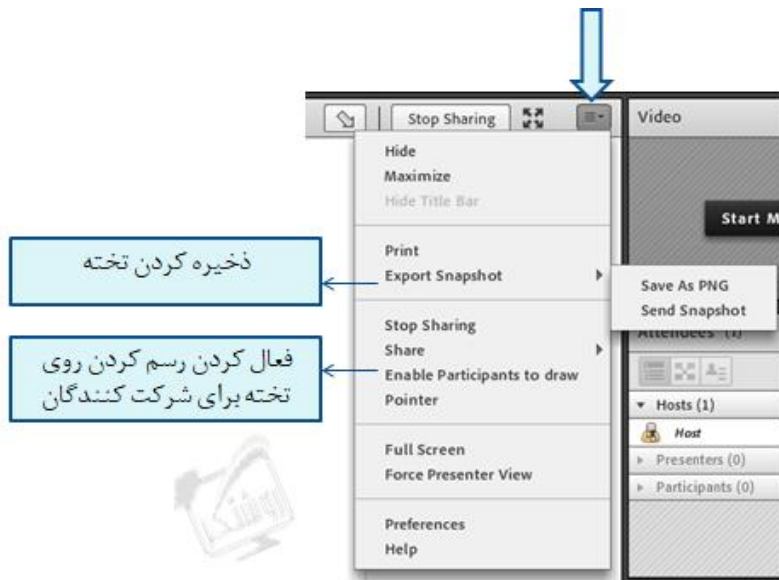 Stop Sharing
Video
Hide
Maximize
Hide Title Bar
Start M
Print
ذخیره کردن تخته
Export Snapshot
Save As PNG
Send Snapshot
Stop Sharing
Attendees (1)
Share
فعال کردن رسم کردن روی
تخته برای شرکت کنندگان
Enable Participants to draw
Pointer
Hosts (1)
Host
Full Screen
Force Presenter View
Presenters (0)
Participants (0)
Preferences
Help